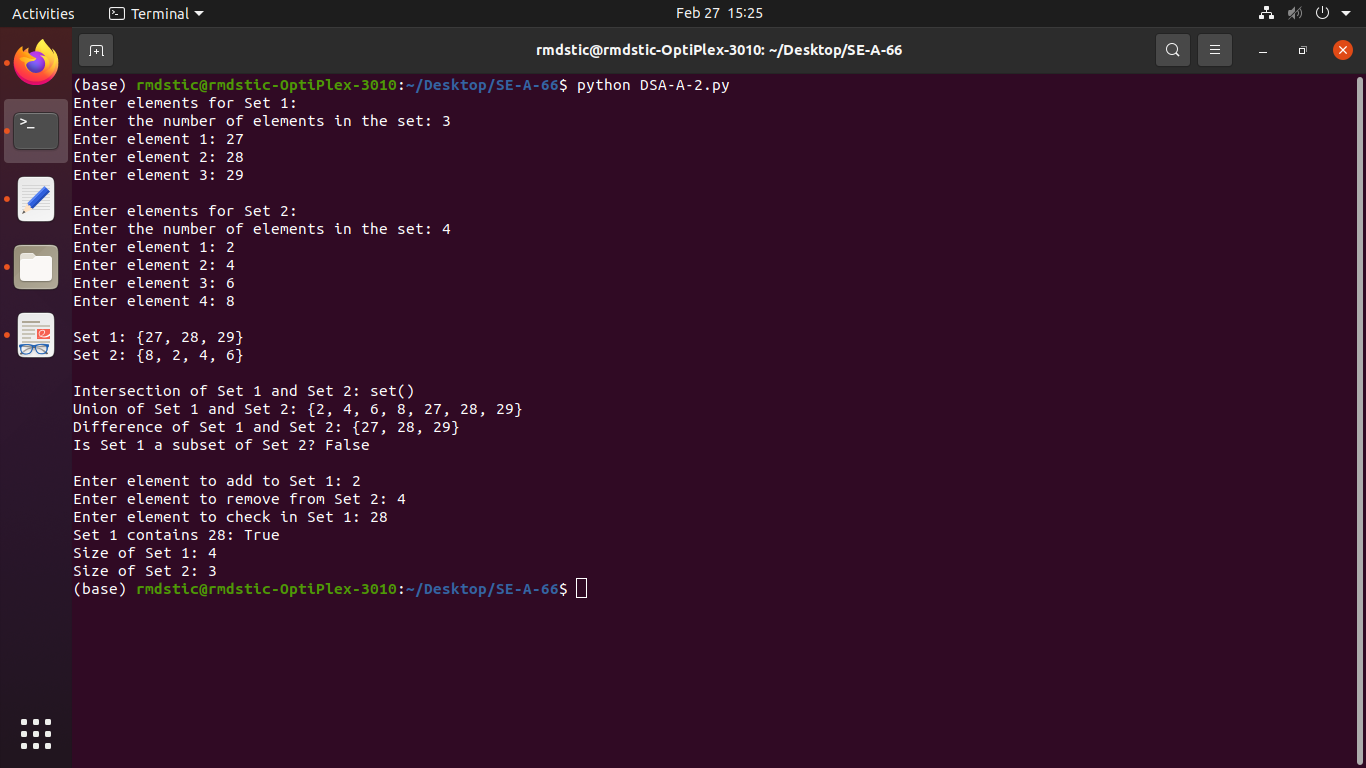 Activities Terminal Feb 27 15:25
rmdstic@rmdstic-OptiPlex-3010: ~/Desktop/SE-A-66
(base) rmdstic@rmdstic-OptiPlex-3010:~/Desktop/SE-A-66$ python DSA-A-2.py
Enter elements for Set 1:
Enter the number of elements in the set: 3
Enter element 1: 27
Enter element 2: 28
Enter element 3: 29

Enter elements for Set 2:
Enter the number of elements in the set: 4
Enter element 1: 2
Enter element 2: 4
Enter element 3: 6
Enter element 4: 8

Set 1: {27, 28, 29}
Set 2: {8, 2, 4, 6}

Intersection of Set 1 and Set 2: set()
Union of Set 1 and Set 2: {2, 4, 6, 8, 27, 28, 29}
Difference of Set 1 and Set 2: {27, 28, 29}
Is Set 1 a subset of Set 2? False

Enter element to add to Set 1: 2
Enter element to remove from Set 2: 4
Enter element to check in Set 1: 28
Set 1 contains 28: True
Size of Set 1: 4
Size of Set 2: 3
(base) rmdstic@rmdstic-OptiPlex-3010:~/Desktop/SE-A-66$